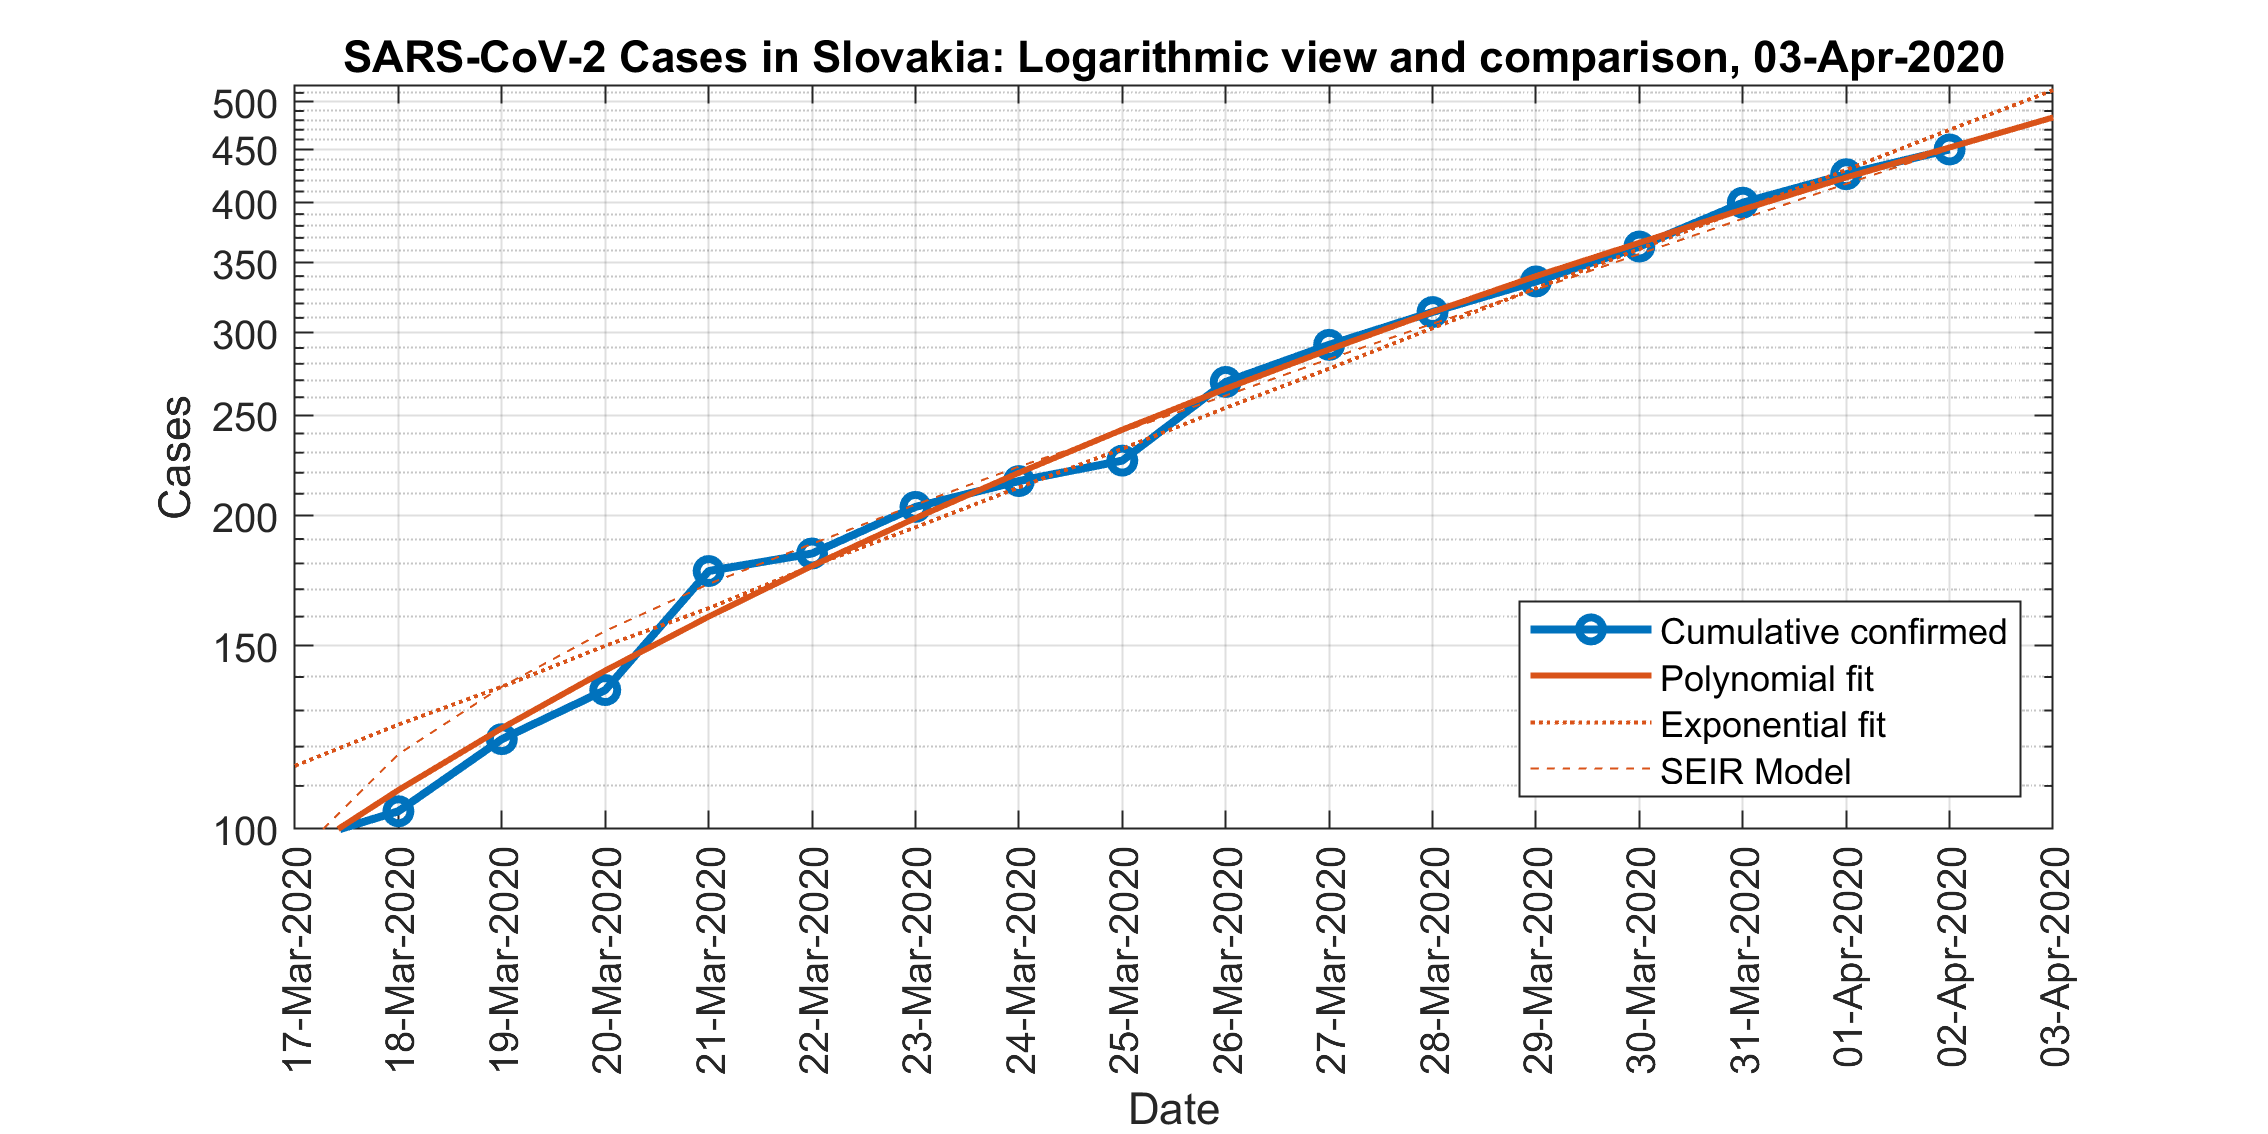 SARS-CoV-2 Cases in Slovakia: Logarithmic view and comparison, 03-Apr-2020
500
450
400
350
300
250
200
150
100
Cases
Cumulative confirmed
Polynomial fit
Exponential fit
SEIR Model
17-Mar-2020
18-Mar-2020
19-Mar-2020
20-Mar-2020
21-Mar-2020
22-Mar-2020
23-Mar-2020
24-Mar-2020
25-Mar-2020
26-Mar-2020
27-Mar-2020
28-Mar-2020
29-Mar-2020
30-Mar-2020
31-Mar-2020
01-Apr-2020
02-Apr-2020
03-Apr-2020
Date